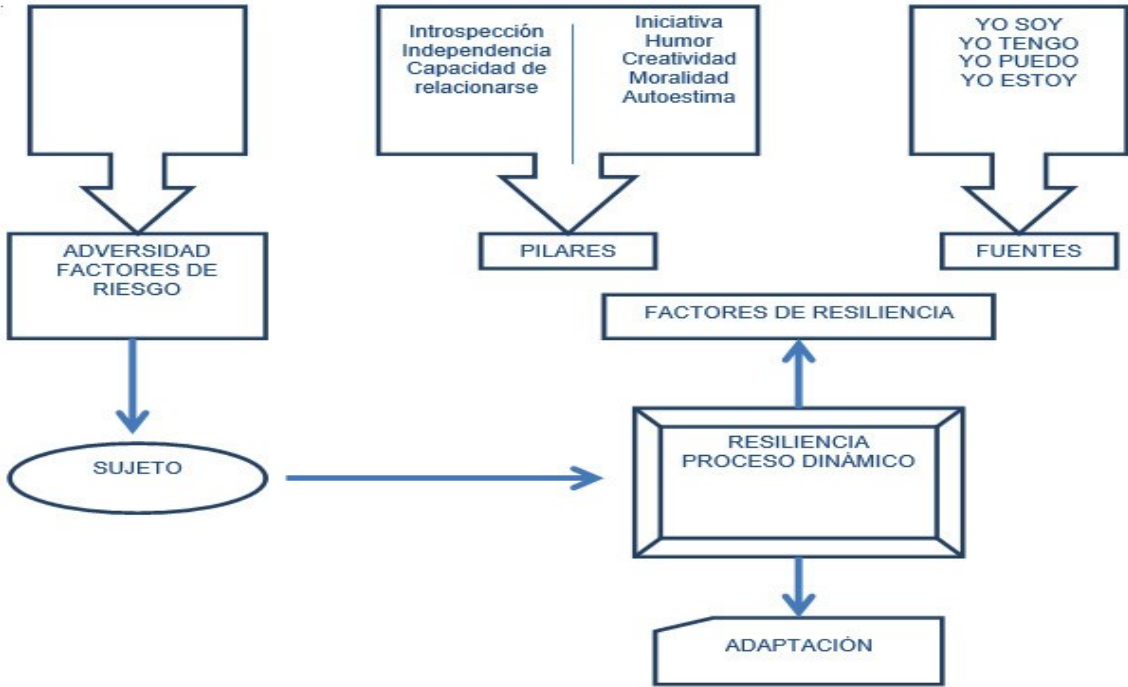 Introspección
Independencia
Capacidad de
relacionarse
Iniciativa
Humor
Creatividad
Moralidad
Autoestima
YO SOY
YO TENGO
YO PUEDO
YO ESTOY
ADVERSIDAD
FACTORES DE
RIESGO
PILARES
FUENTES
FACTORES DE RESILIENCIA
SUJETO
RESILIENCIA
PROCESO DINÁMICO
ADAPTACIÓN